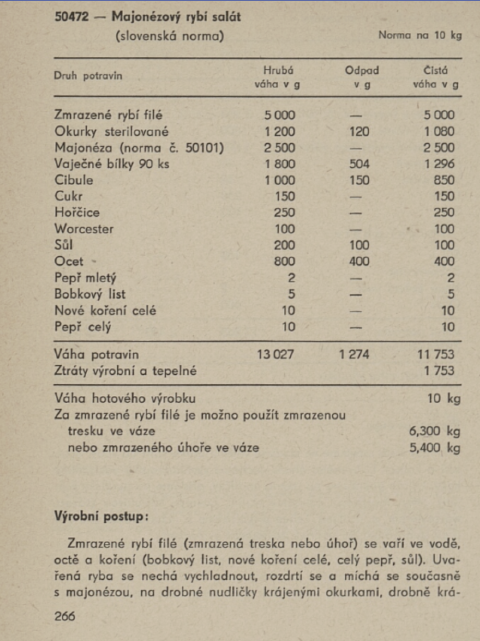 50472 — Majonézový rybí salát
(slovenská norma) Norma na 10 kg
Druh potravin Hrubá váha v g Odpad v g Čistá váha v g
Zmrazené rybí filé 5 000 — 5 000
Okurky sterilované 1 200 120 1 080
Majonéza (norma č. 50101) 2 500 — 2 500
Vaječné bílky 90 ks 1 800 504 1 296
Cibule 1 000 150 850
Cukr 150 — 150
Hořčice 250 — 250
Worcester 100 — 100
Sůl 200 100 100
Ocet 800 400 400
Pepř mletý 2 — 2
Bobkový list 5 — 5
Nové koření celé 10 — 10
Pepř celý 10 — 10
Váha potravin 13 027 1 274 11 753
Ztráty výrobní a tepelné 1 753
Váha hotového výrobku 10 kg
Za zmrazené rybí filé je možno použít zmrazenou
tresku ve váze 6,300 kg
nebo zmrazeného úhoře ve váze 5,400 kg
Výrobní postup:
Zmrazené rybí filé (zmrazená treska nebo úhoř) se vaří ve vodě,
octě a koření (bobkový list, nové koření celé, celý pepř, sůl). Uva-
řená ryba se nechá vychladnout, rozdrtí se a míchá se současně
s majonézou, na drobné nudličky krájenými okurkami, drobně krá-
266